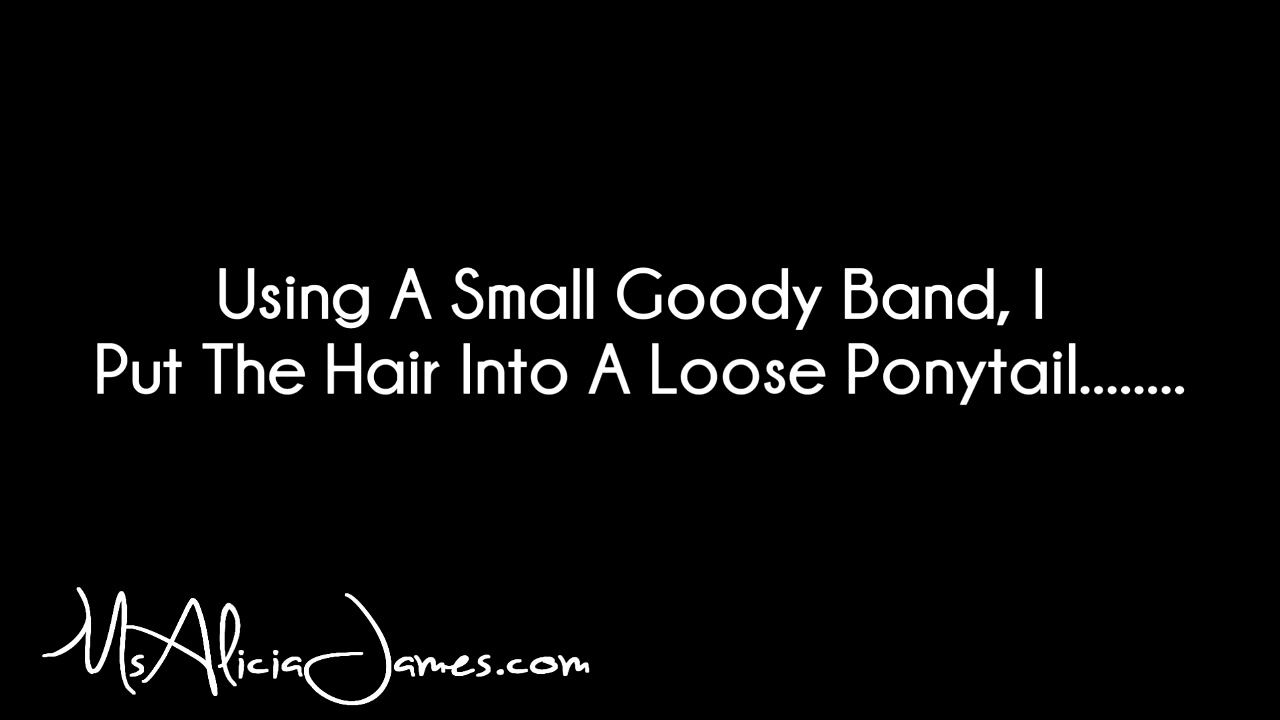 Using A Small Goody Band, I
Put The Hair Into A Loose Ponytail........
MsAliciaJames.com